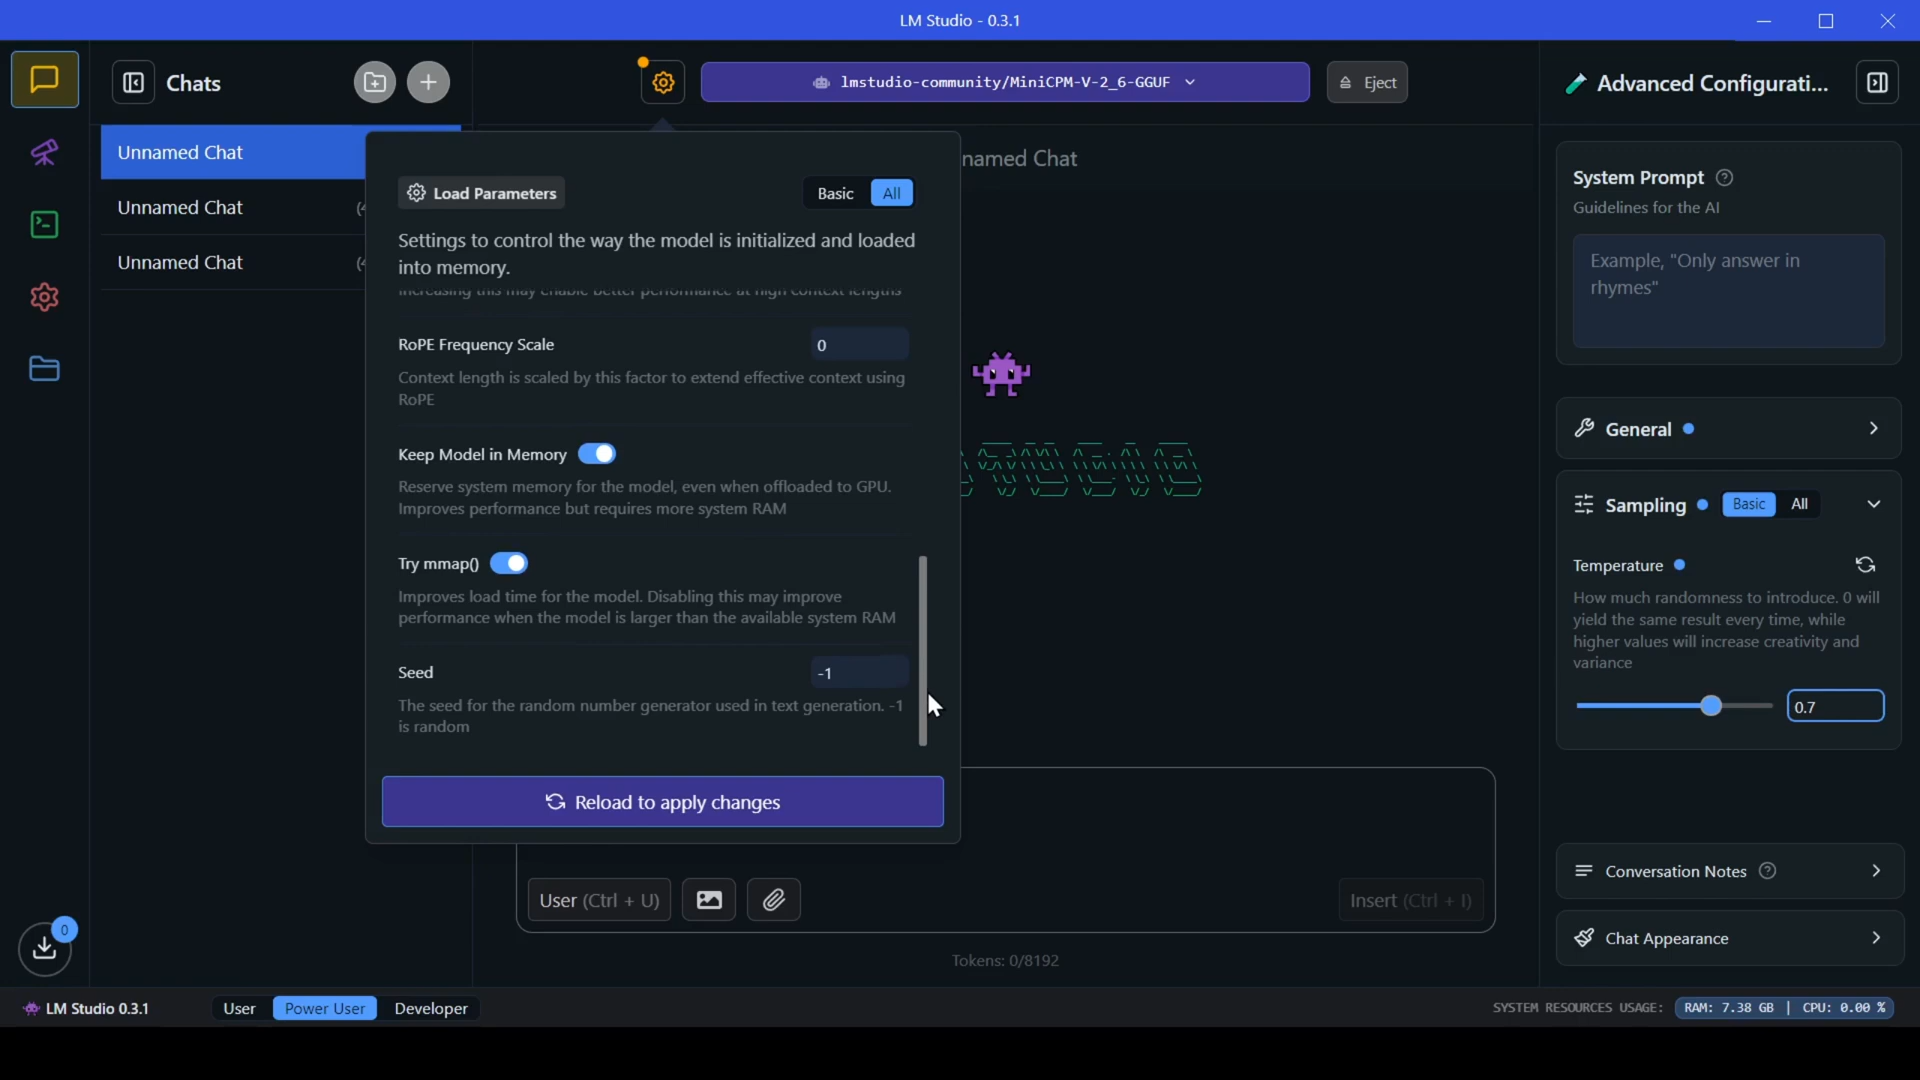 LM Studio - 0.3.1
Chats
lmstudio-community/MiniCPM-V-2_6-GGUF
Eject
Advanced Configurati...
Unnamed Chat
Unnamed Chat
Unnamed Chat
named Chat
Load Parameters
Basic
All
Settings to control the way the model is initialized and loaded
into memory.
Increasing this may enable better performance at high context lengths
RoPE Frequency Scale
0
Context length is scaled by this factor to extend effective context using
RoPE
Keep Model in Memory
Reserve system memory for the model, even when offloaded to GPU.
Improves performance but requires more system RAM
Try mmap()
Improves load time for the model. Disabling this may improve
performance when the model is larger than the available system RAM
Seed
-1
The seed for the random number generator used in text generation. -1
is random
Reload to apply changes
User (Ctrl + U)
Insert (Ctrl + I)
Tokens: 0/8192
System Prompt
Guidelines for the AI
Example, "Only answer in
rhymes"
General
Sampling
Basic
All
Temperature
How much randomness to introduce. 0 will
yield the same result every time, while
higher values will increase creativity and
variance
0.7
Conversation Notes
Chat Appearance
0
LM Studio 0.3.1
User
Power User
Developer
SYSTEM RESOURCES USAGE:
RAM: 7.38 GB | CPU: 0.00 %